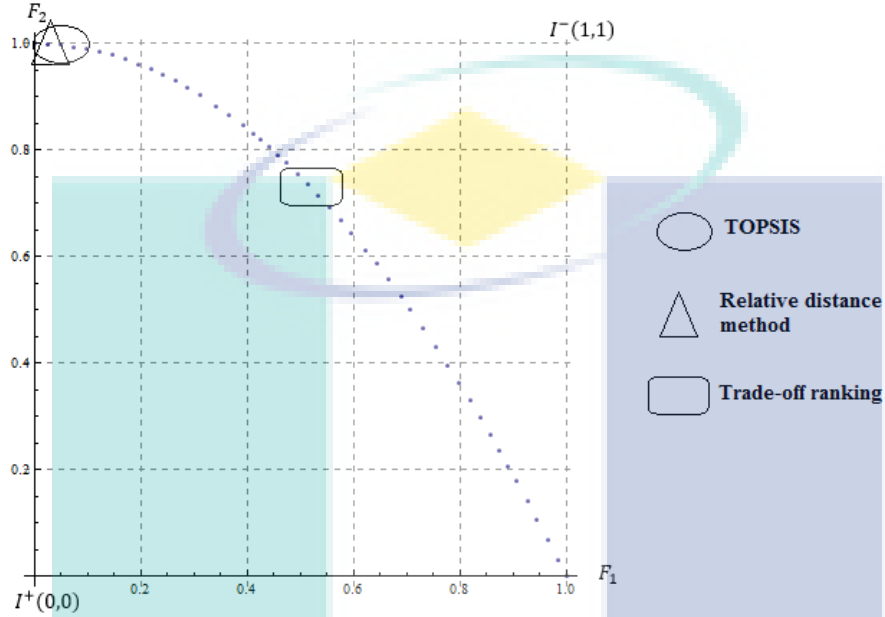 F₂
I⁻(1,1)
1.0
0.8
0.6
0.4
0.2
TOPSIS
Relative distance
method
Trade-off ranking
0.2
0.4
0.6
0.8
1.0
F₁
I⁺(0,0)